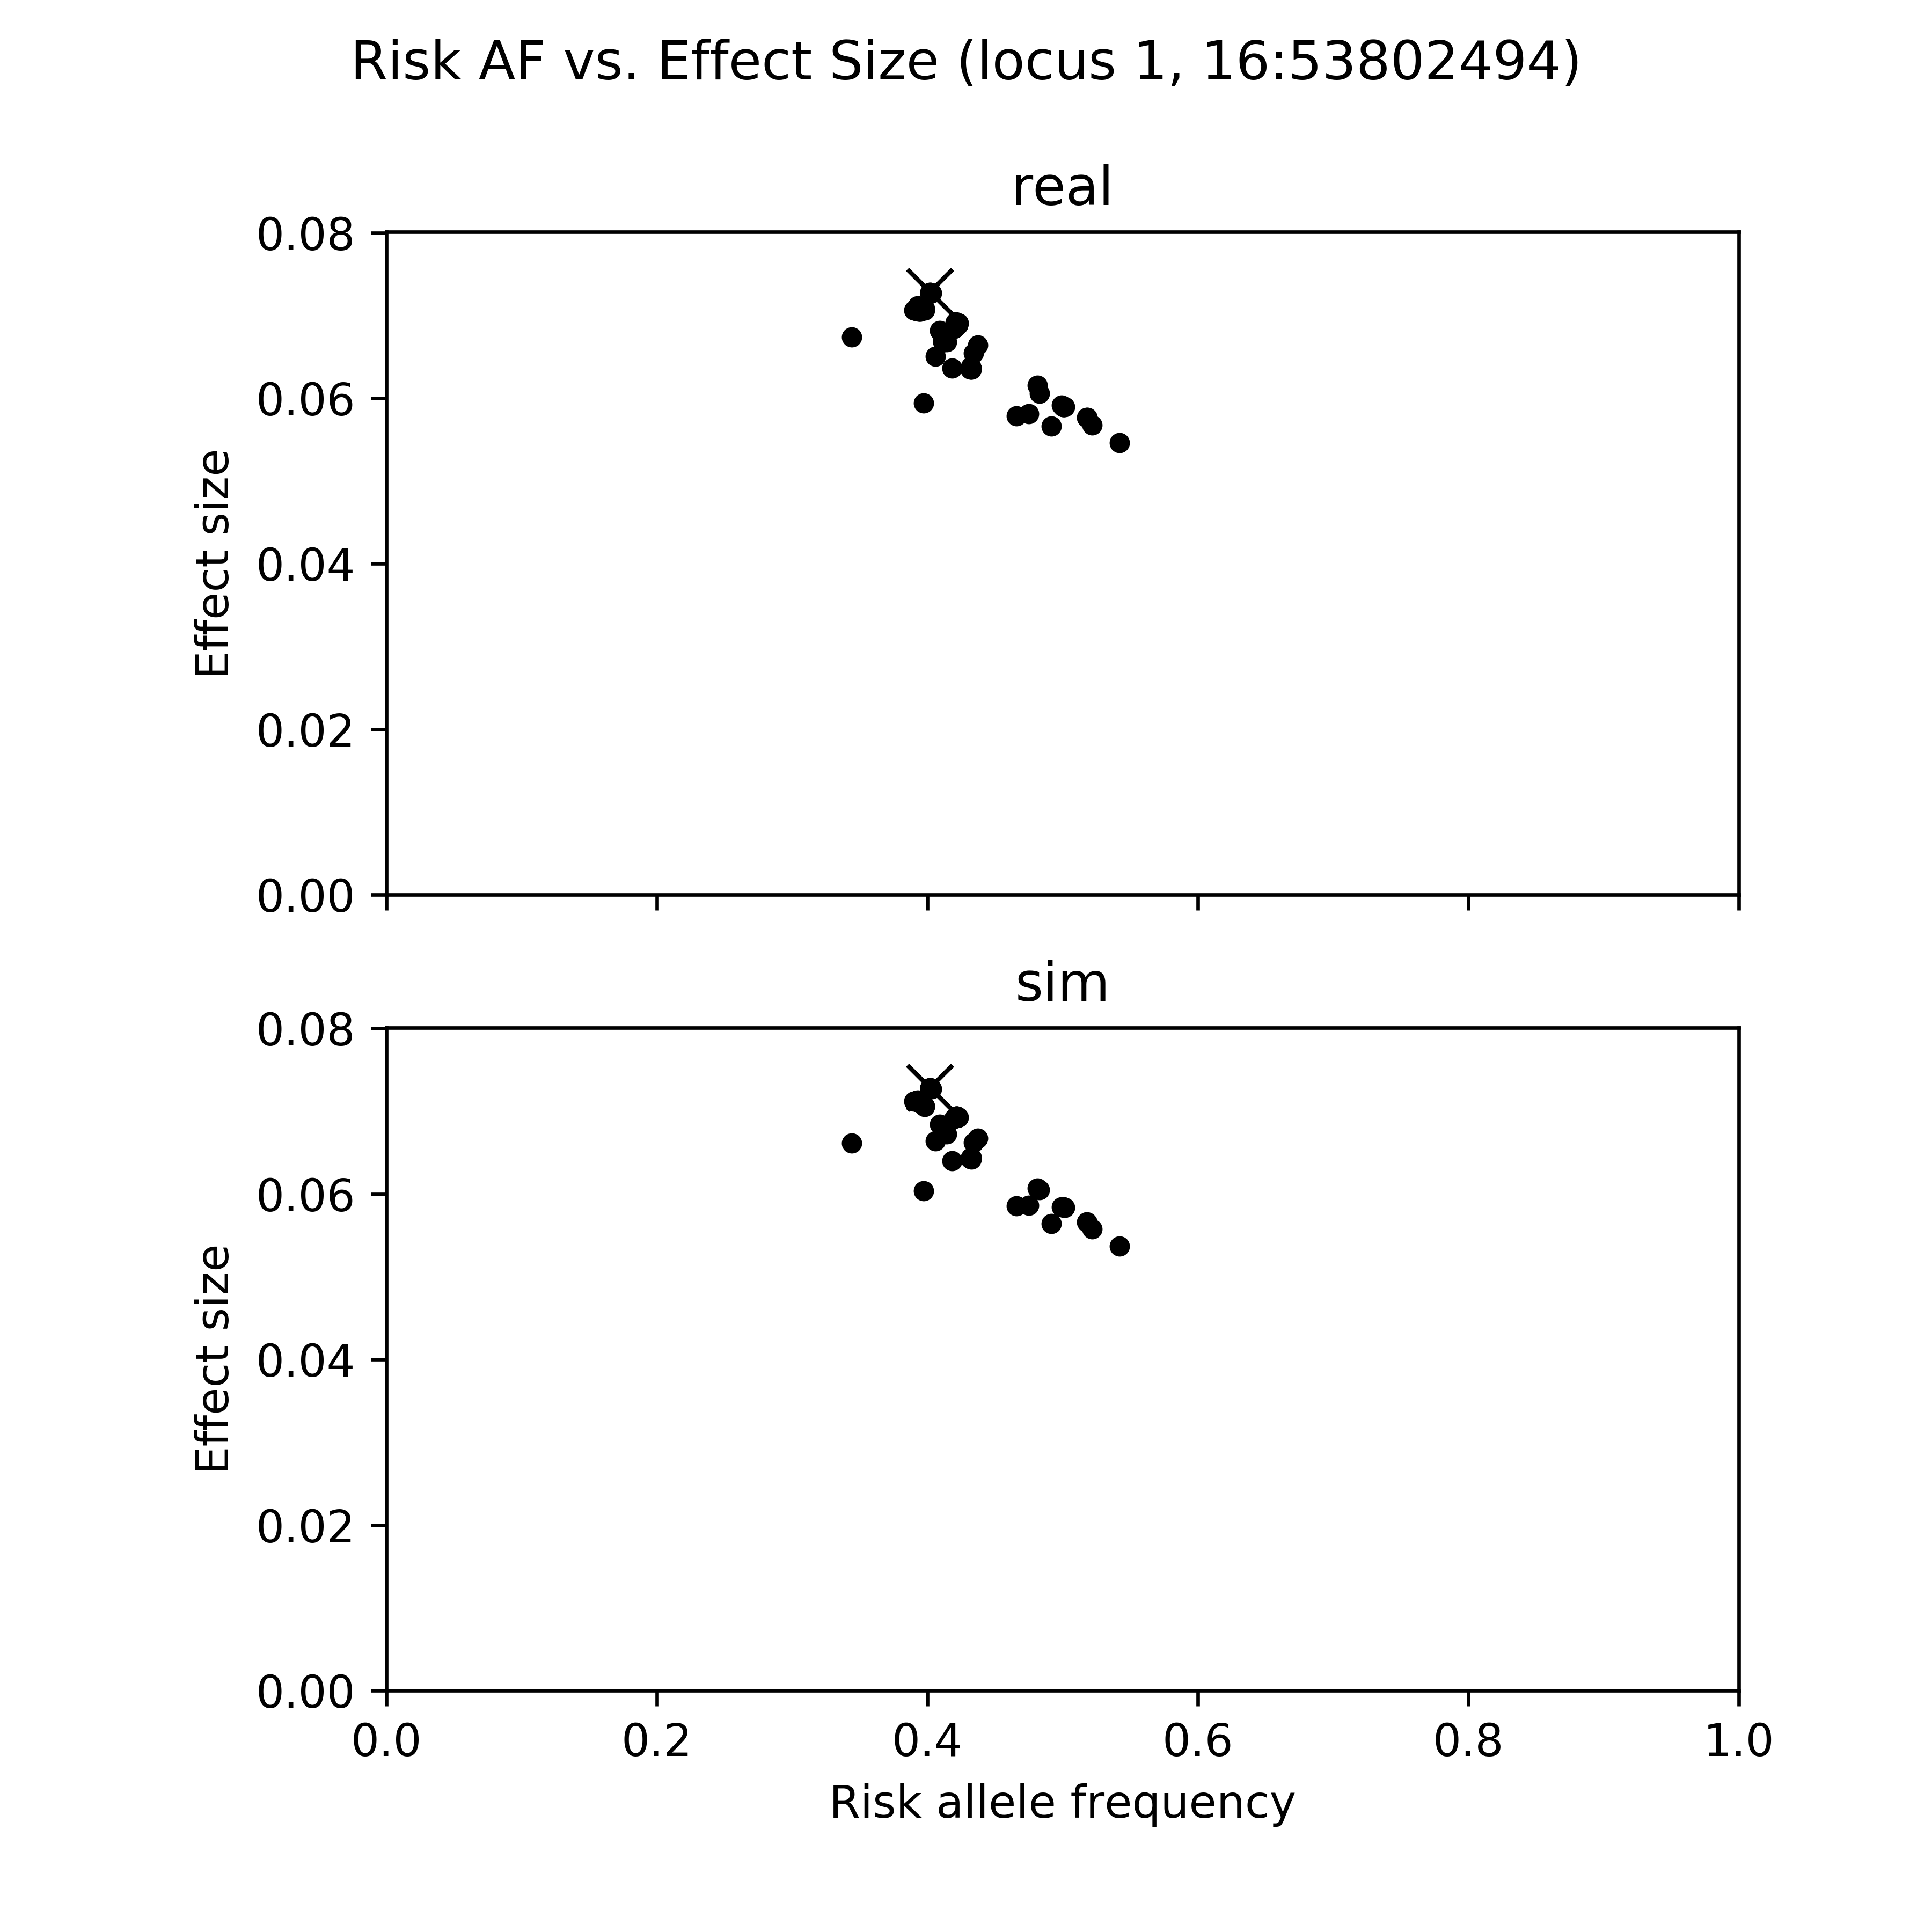 Risk AF vs. Effect Size (locus 1, 16:53802494)
real
0.08
0.06
0.04
0.02
0.00
Effect size
sim
0.08
0.06
0.04
0.02
0.00
Effect size
0.0 0.2 0.4 0.6 0.8 1.0
Risk allele frequency